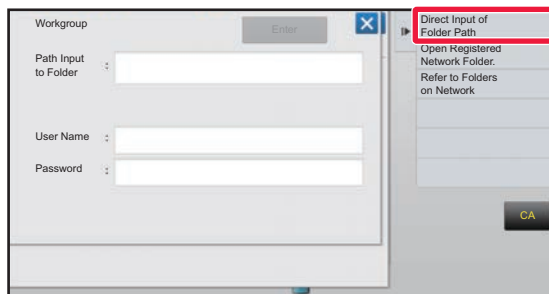 Workgroup
Enter
Path Input
to Folder :
User Name :
Password :
Direct Input of
Folder Path
Open Registered
Network Folder.
Refer to Folders
on Network
CA